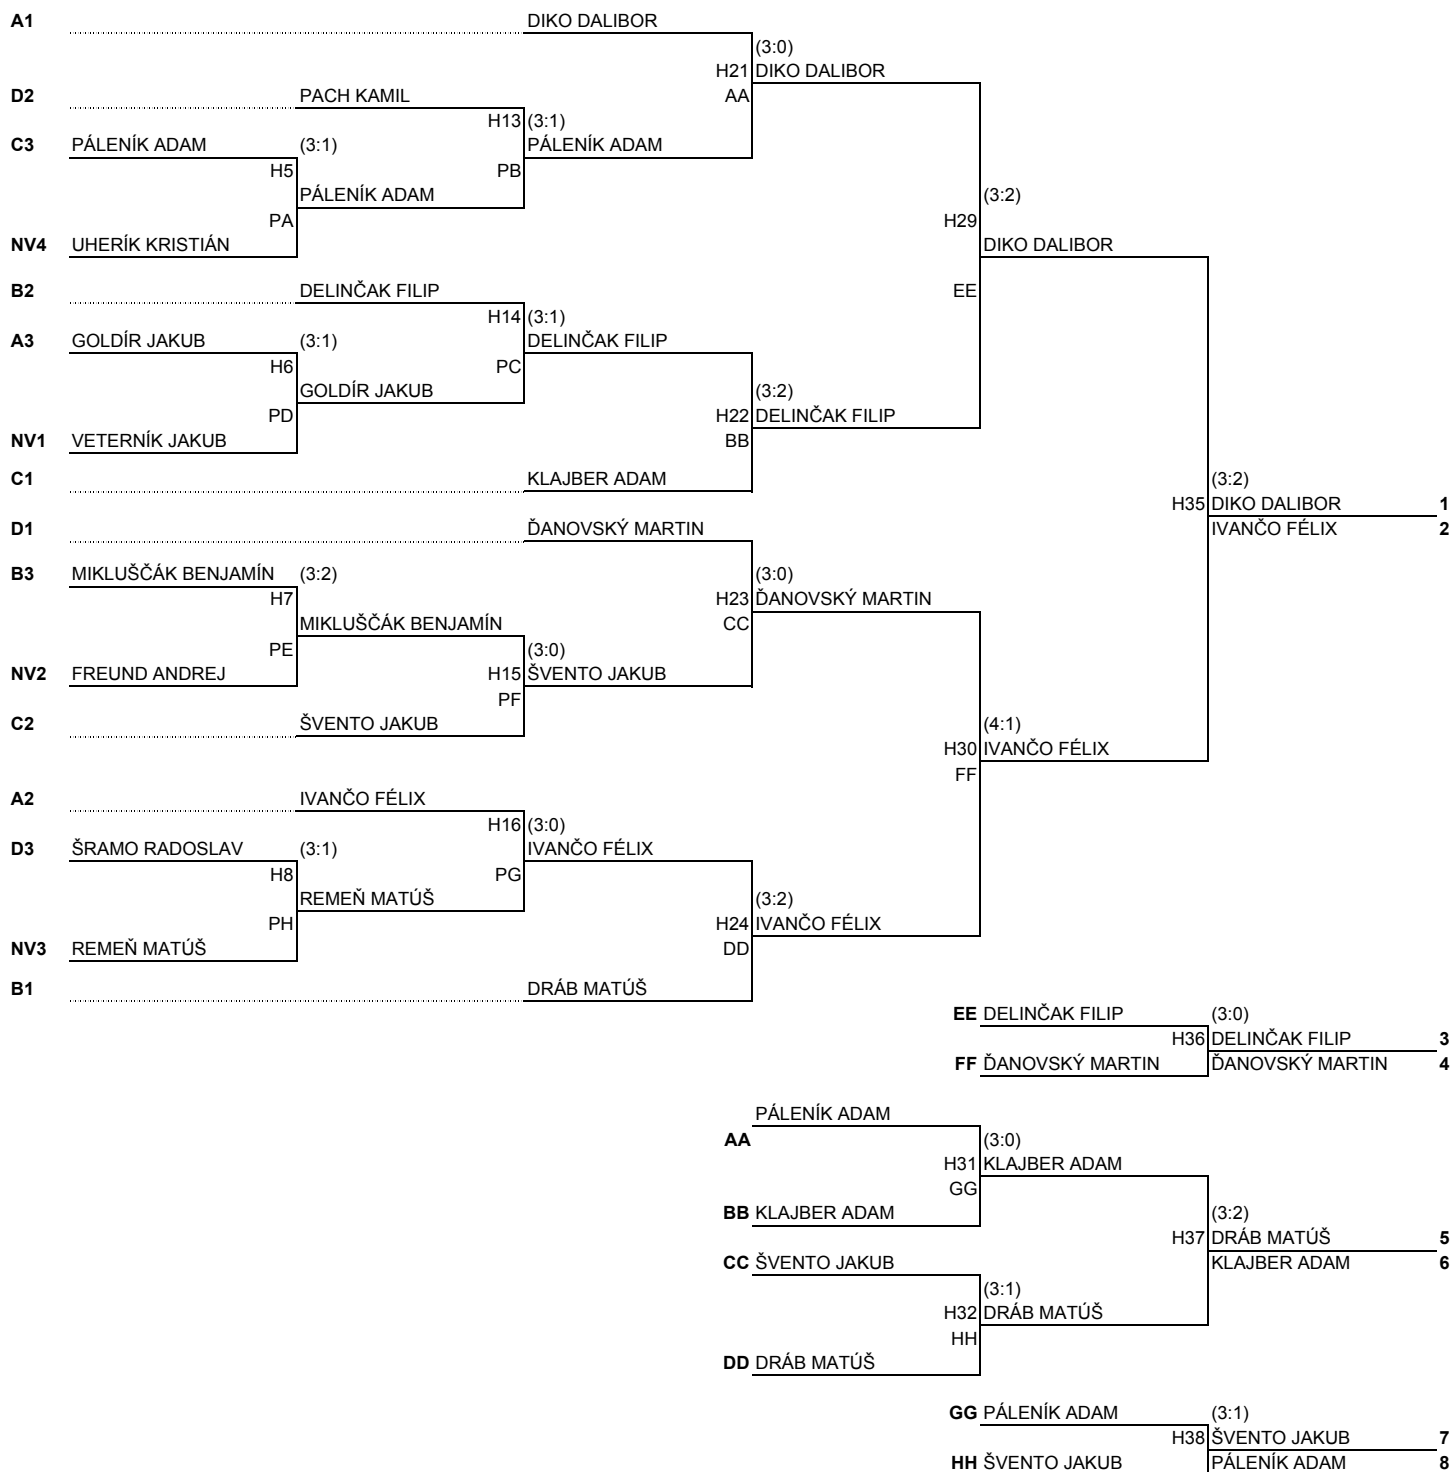 A1 DIKO DALIBOR
(3:0)
H21 DIKO DALIBOR
D2 PACH KAMIL AA
H13 (3:1)
C3 PÁLENÍK ADAM (3:1) PÁLENÍK ADAM
H5 PB
PÁLENÍK ADAM (3:2)
PA H29
NV4 UHERÍK KRISTIÁN DIKO DALIBOR
B2 DELINČAK FILIP EE
H14 (3:1)
A3 GOLDÍR JAKUB (3:1) DELINČAK FILIP
H6 PC
GOLDÍR JAKUB (3:2)
PD H22 DELINČAK FILIP
NV1 VETERNÍK JAKUB BB
C1 KLAJBER ADAM (3:2)
H35 DIKO DALIBOR 1
D1 ĎANOVSKÝ MARTIN IVANČO FÉLIX 2
B3 MIKLUŠČÁK BENJAMÍN (3:2) (3:0)
H7 H23 ĎANOVSKÝ MARTIN
MIKLUŠČÁK BENJAMÍN CC
PE (3:0)
NV2 FREUND ANDREJ H15 ŠVENTO JAKUB
PF
C2 ŠVENTO JAKUB (4:1)
H30 IVANČO FÉLIX
FF
A2 IVANČO FÉLIX
H16 (3:0)
D3 ŠRAMO RADOSLAV (3:1) IVANČO FÉLIX
H8 PG
REMEŇ MATÚŠ (3:2)
PH H24 IVANČO FÉLIX
NV3 REMEŇ MATÚŠ DD
B1 DRÁB MATÚŠ
EE DELINČAK FILIP (3:0)
H36 DELINČAK FILIP 3
FF ĎANOVSKÝ MARTIN ĎANOVSKÝ MARTIN 4
PÁLENÍK ADAM
AA (3:0)
H31 KLAJBER ADAM
GG
BB KLAJBER ADAM (3:2)
H37 DRÁB MATÚŠ 5
CC ŠVENTO JAKUB KLAJBER ADAM 6
(3:1)
H32 DRÁB MATÚŠ
HH
DD DRÁB MATÚŠ
GG PÁLENÍK ADAM (3:1)
H38 ŠVENTO JAKUB 7
HH ŠVENTO JAKUB PÁLENÍK ADAM 8